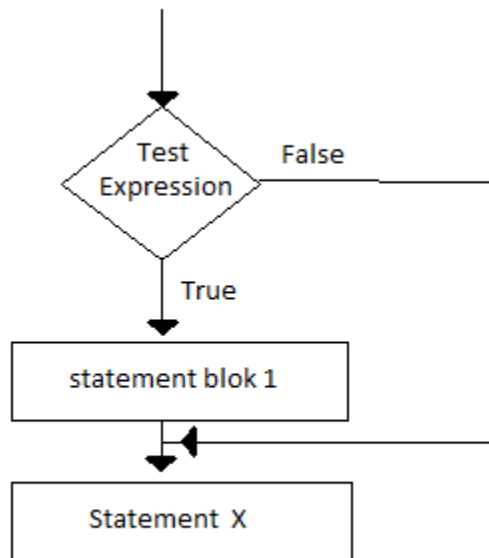 Test
Expression
False
True
statement blok 1
Statement X